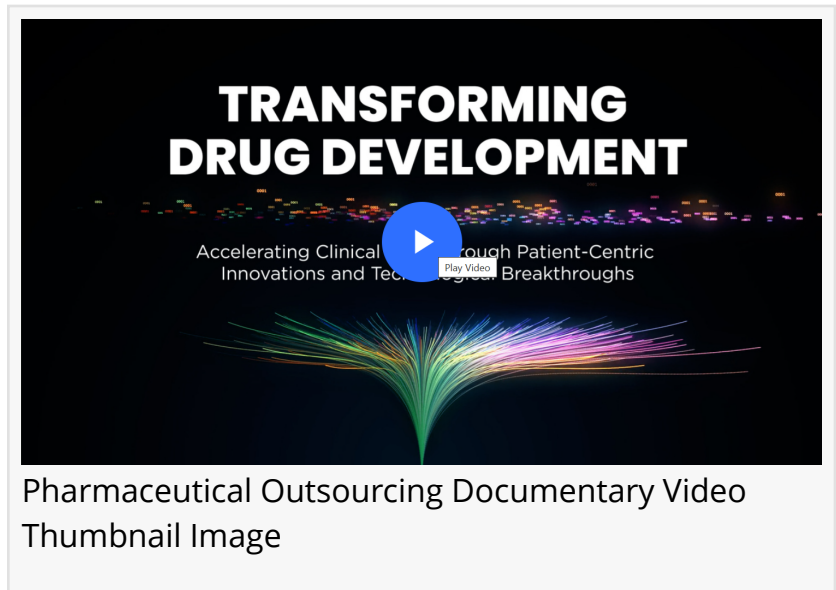 TRANSFORMING
DRUG DEVELOPMENT
Accelerating Clinical rough Patient-Centric
Play Video
Innovations and Tec ogical Breakthroughs
Pharmaceutical Outsourcing Documentary Video
Thumbnail Image